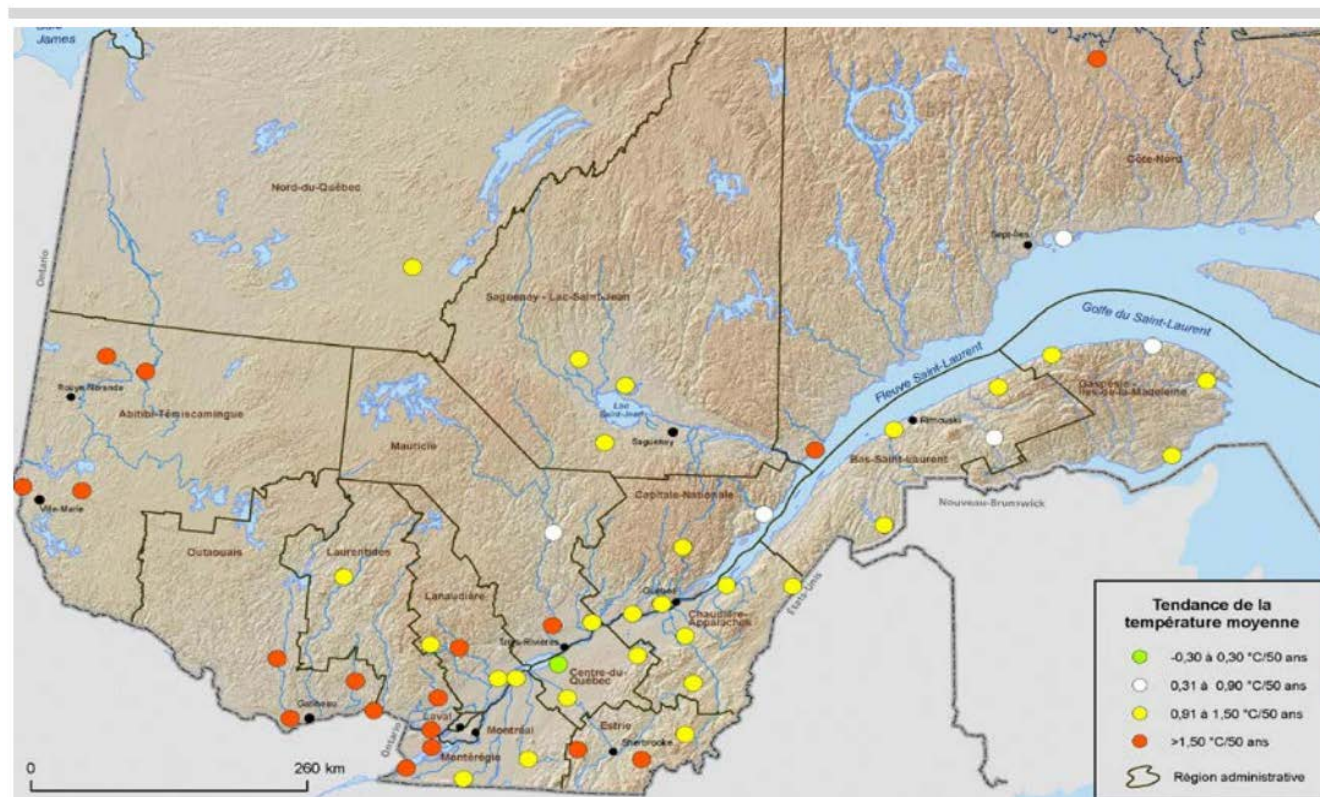 James
Nord-du-Québec
Côte-Nord
Sept-Îles
Ontario
Saguenay - Lac-Saint-Jean
Golfe du Saint-Laurent
Fleuve Saint-Laurent
Rouyn-Noranda
Abitibi-Témiscamingue
Lac
Saint-Jean
Gaspésie
Îles-de-la-Madeleine
Mauricie
Saguenay
Rimouski
Bas-Saint-Laurent
Ville-Marie
Capitale-Nationale
Nouveau-Brunswick
Outaouais
Laurentides
Lanaudière
Québec
États-Unis
Chaudière-
Appalaches
Trois-Rivières
Centre-du-
Québec
Gatineau
Laval
Montréal
Estrie
Ontario
Montérégie
Sherbrooke
0 260 km
Tendance de la
température moyenne
-0,30 à 0,30 °C/50 ans
0,31 à 0,90 °C/50 ans
0,91 à 1,50 °C/50 ans
>1,50 °C/50 ans
Région administrative